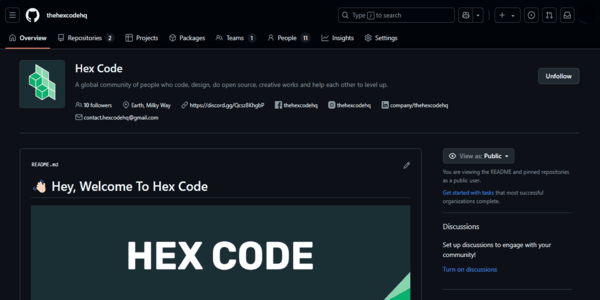 thehexcodehq
Type / to search
Overview Repositories 2 Projects Packages Teams 1 People 11 Insights Settings
Hex Code
A global community of people who code, design, do open source, creative works and help each other to level up.
Unfollow
10 followers Earth, Milky Way thehexcodehq thehexcodehq company/thehexcodehq
contact.hexcodehq@gmail.com
README.md
Hey, Welcome To Hex Code
HEX CODE
View as: Public
You are viewing the README and pinned repositories
as a public user.
Get started with tasks that most successful
organizations complete.
Discussions
Set up discussions to engage with your
community!
Turn on discussions